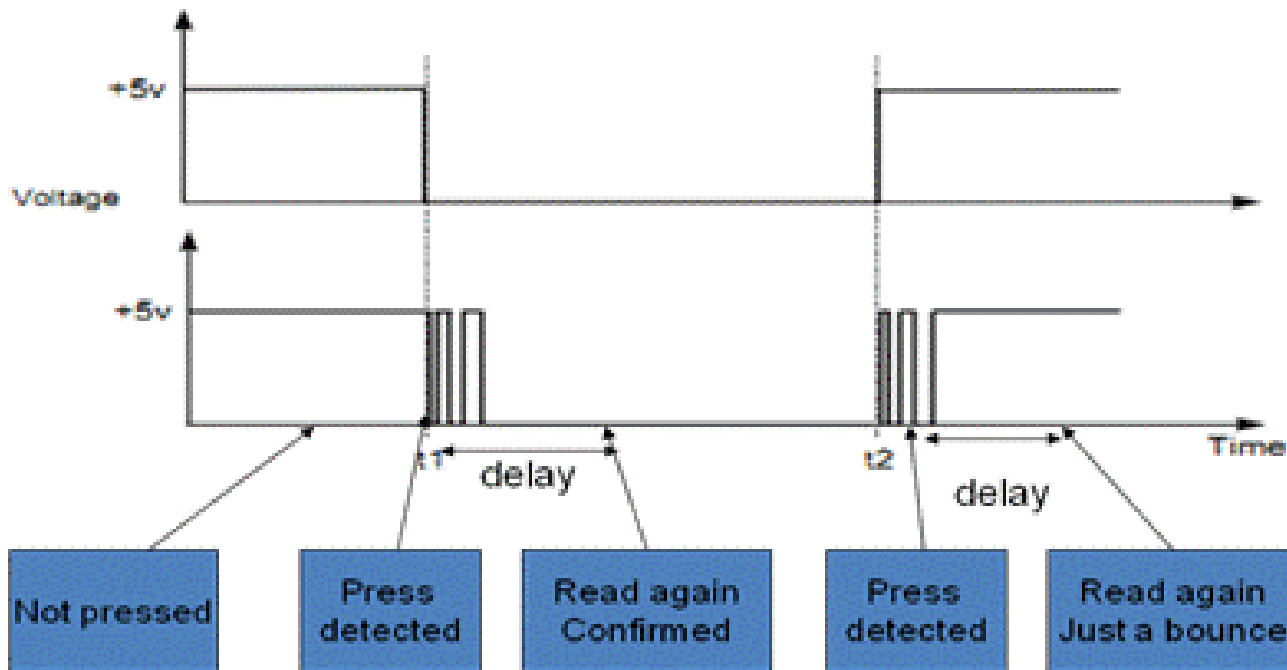 +5v
Voltage
+5v
t1
t2
Time
delay
delay
Not pressed
Press
detected
Read again
Confirmed
Press
detected
Read again
Just a bounce